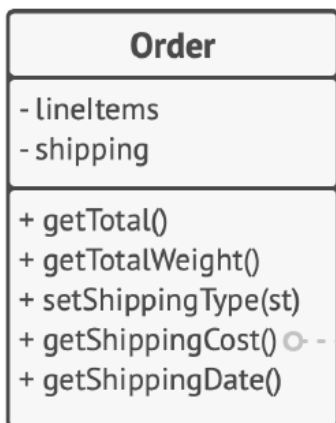 Order
- lineItems
- shipping
+ getTotal()
+ getTotalWeight()
+ setShippingType(st)
+ getShippingCost()
+ getShippingDate()